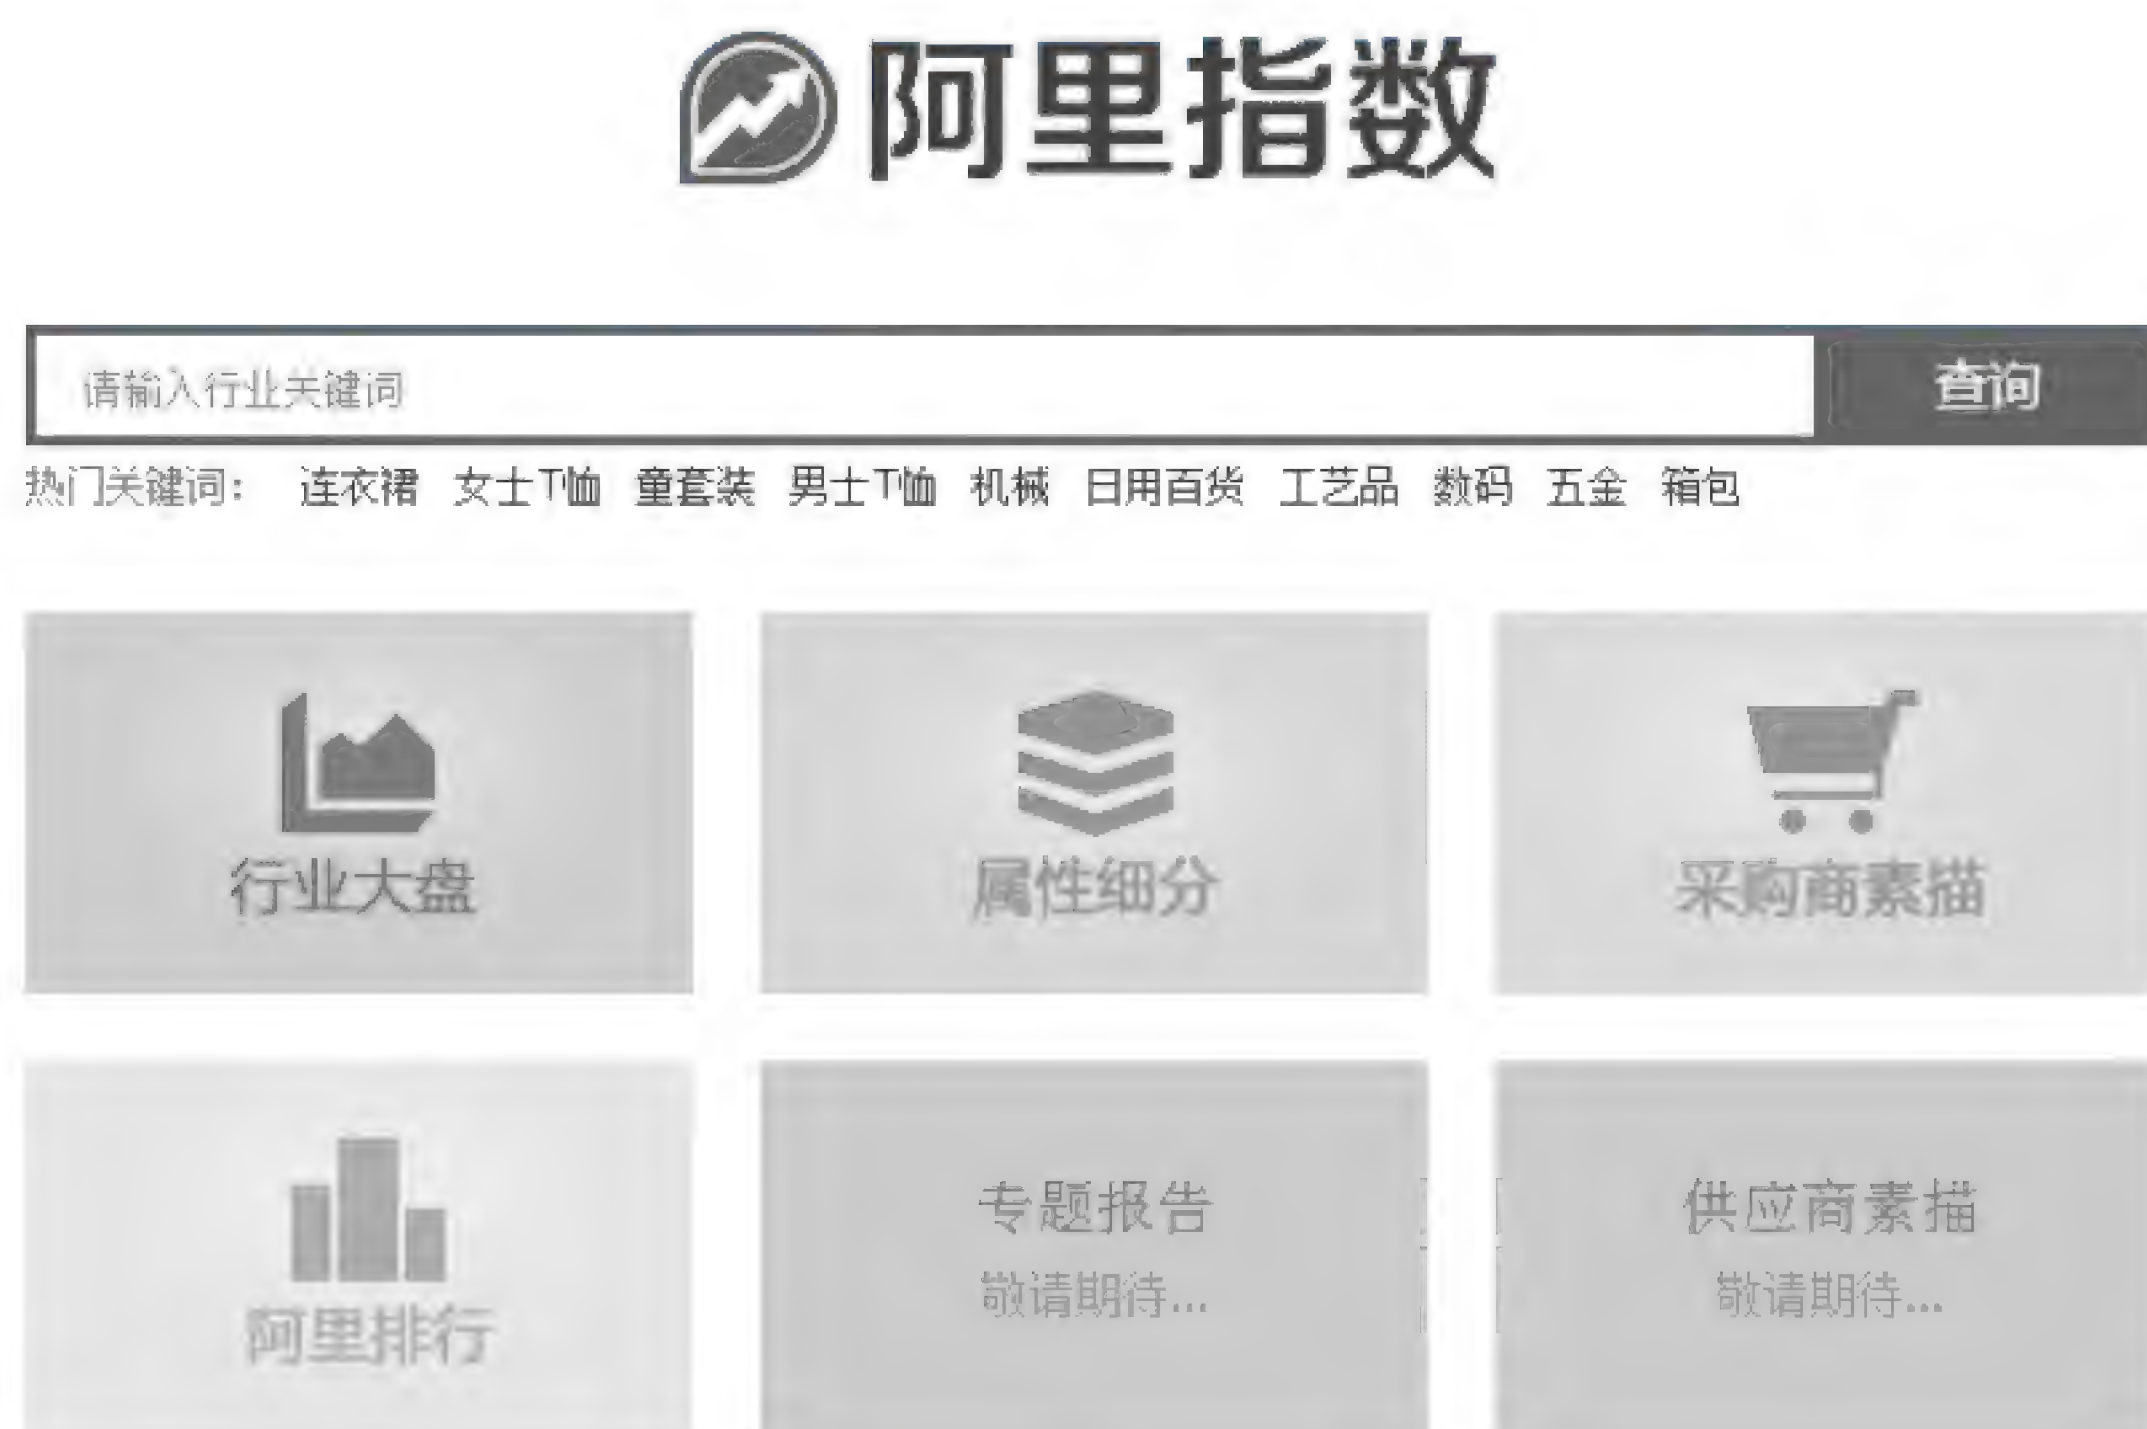 阿里指数
请输入行业关键词 查询
热门关键词： 连衣裙 女士T恤 童套装 男士T恤 机械 日用百货 工艺品 数码 五金 箱包
行业大盘 属性细分 采购商素描
阿里排行
专题报告 供应商素描
敬请期待... 敬请期待...